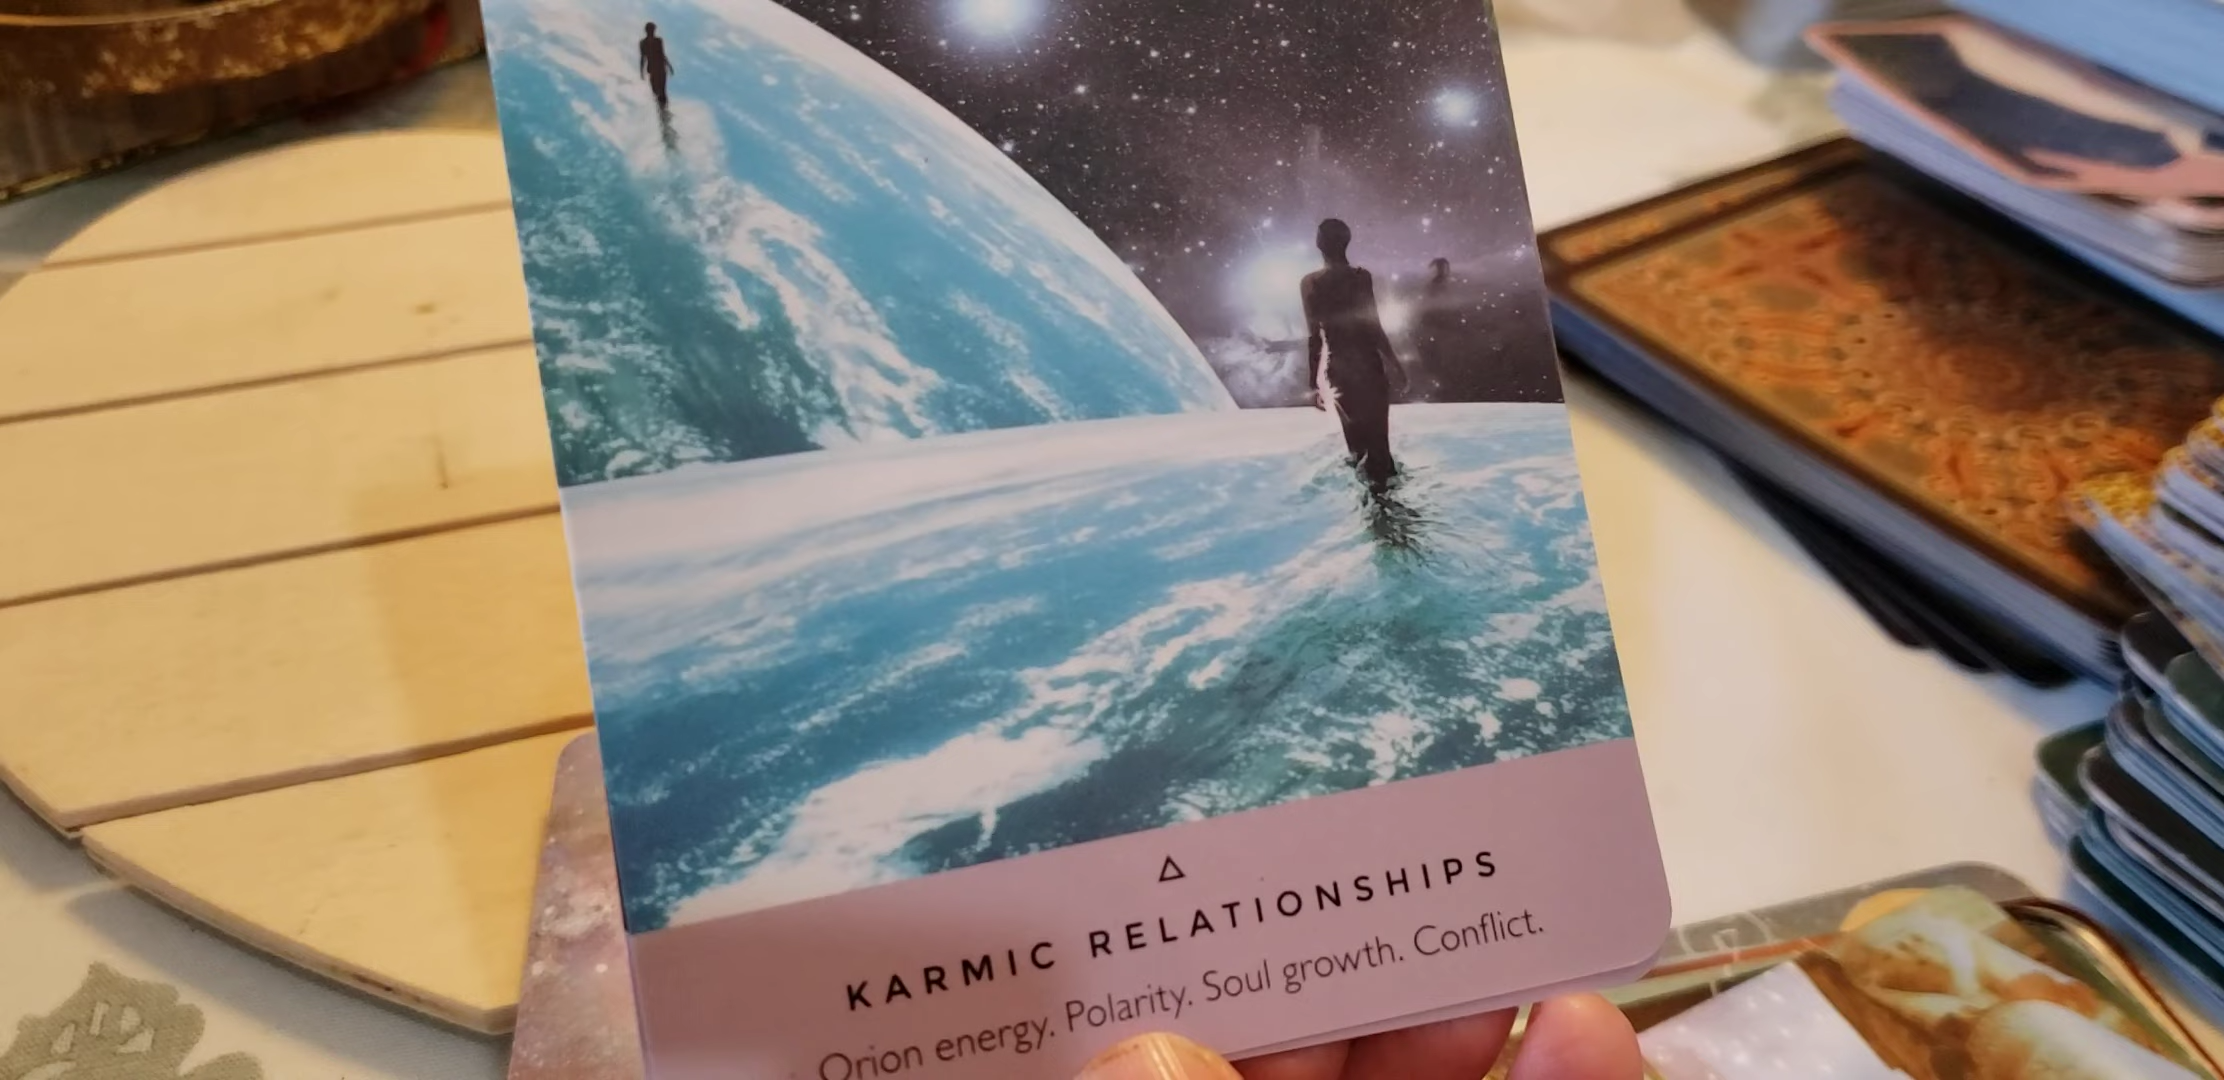 KARMIC RELATIONSHIPS
Orion energy. Polarity. Soul growth. Conflict.